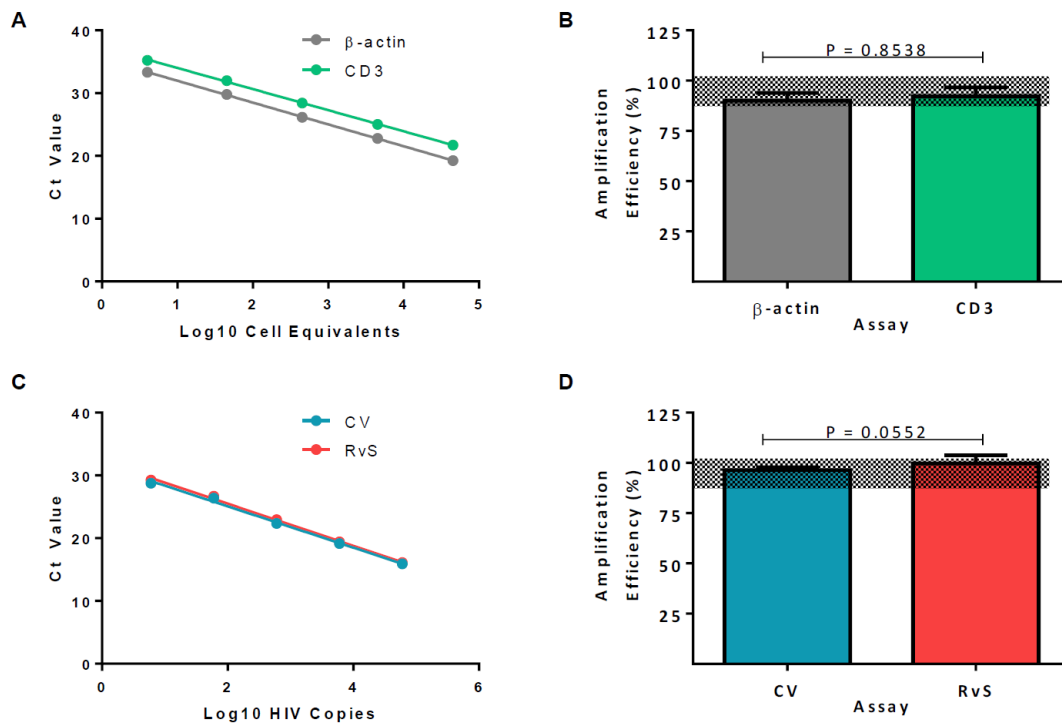 A
40
30
20
10
0
Ct Value
β-actin
CD3
0 1 2 3 4 5
Log10 Cell Equivalents
B
125
100
75
50
25
Amplification
Efficiency (%)
P = 0.8538
β-actin CD3
Assay
C
40
30
20
10
0
Ct Value
CV
RvS
0 2 4 6
Log10 HIV Copies
D
125
100
75
50
25
Amplification
Efficiency (%)
P = 0.0552
CV RvS
Assay